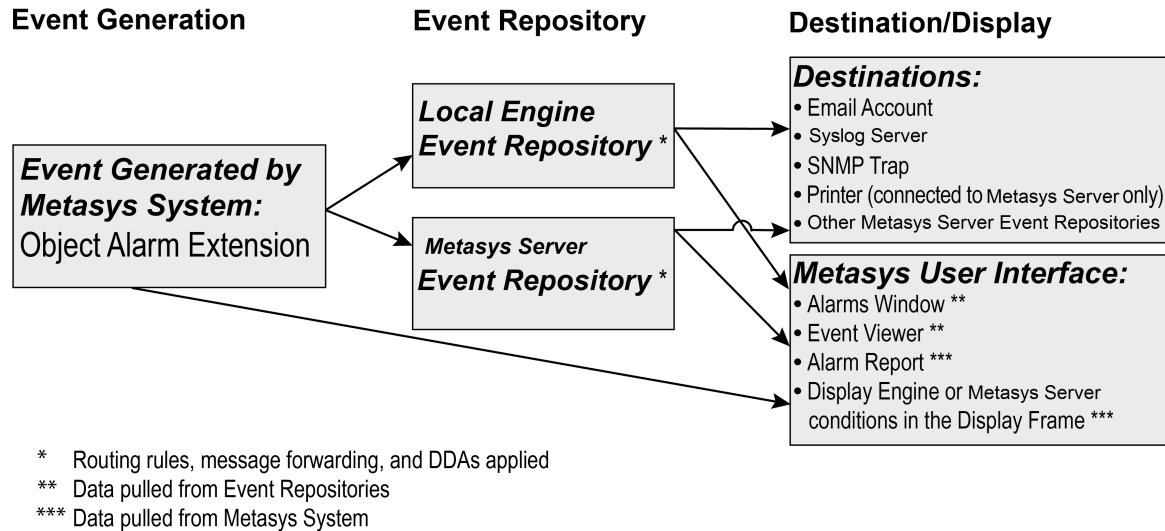 Event Generation
Event Repository
Destination/Display
Event Generated by
Metasys System:
Object Alarm Extension
Local Engine
Event Repository *
Metasys Server
Event Repository *
Destinations:
• Email Account
• Syslog Server
• SNMP Trap
• Printer (connected to Metasys Server only)
• Other Metasys Server Event Repositories
Metasys User Interface:
• Alarms Window **
• Event Viewer **
• Alarm Report ***
• Display Engine or Metasys Server
conditions in the Display Frame ***
* Routing rules, message forwarding, and DDAs applied
** Data pulled from Event Repositories
*** Data pulled from Metasys System